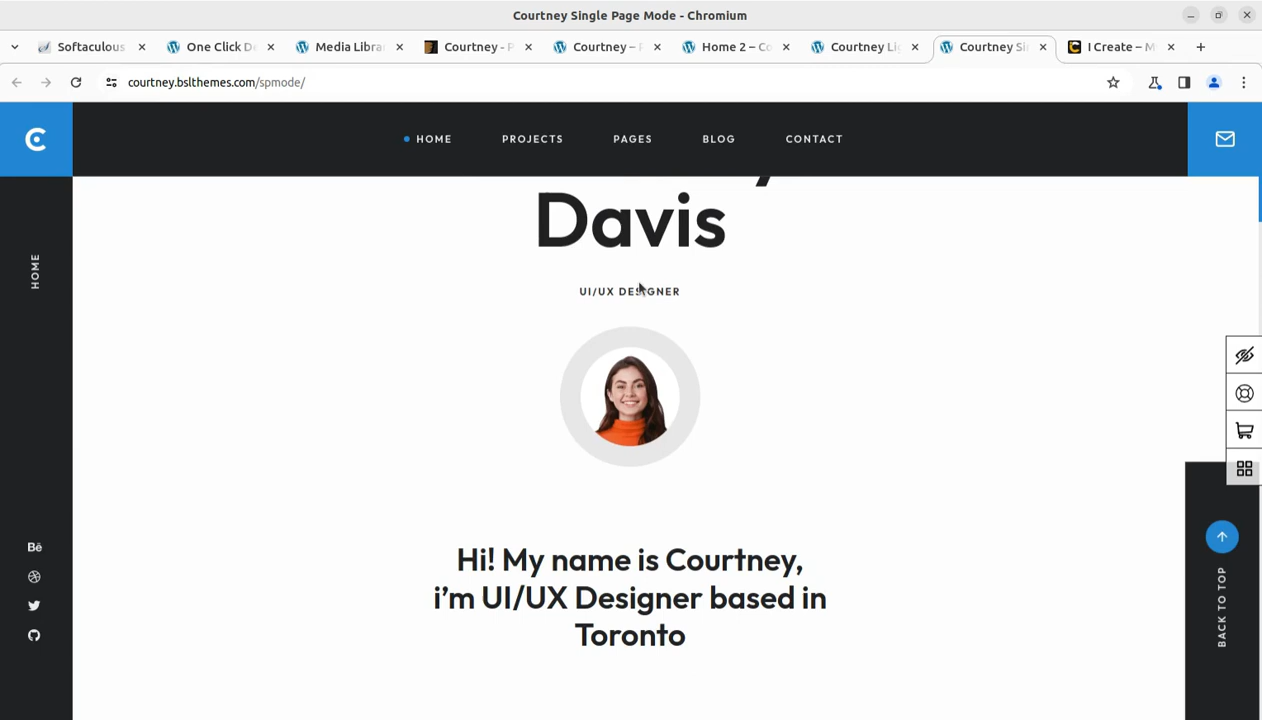 Courtney Single Page Mode - Chromium
Softaculous
One Click D
Media Libra
Courtney - P
Courtney –
Home 2 – Co
Courtney Li
Courtney Si
I Create – M
courtney.bslthemes.com/spmode/
HOME PROJECTS PAGES BLOG CONTACT
HOME
Davis
UI/UX DESIGNER
Hi! My name is Courtney,
i'm UI/UX Designer based in
Toronto
Bē
BACK TO TOP